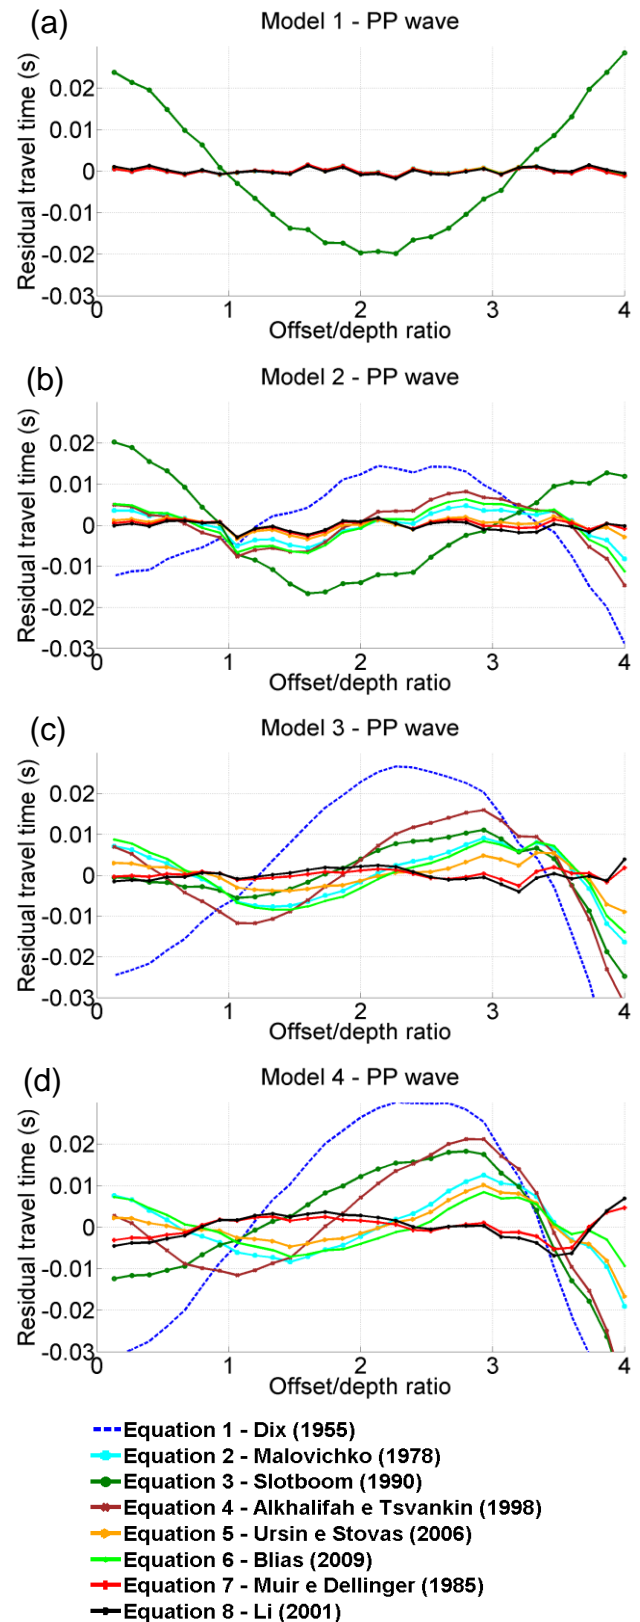 (a)
Model 1 - PP wave
Residual travel time (s)
0.02
0.01
0
-0.01
-0.02
-0.03
0
1
2
3
4
Offset/depth ratio
(b)
Model 2 - PP wave
Residual travel time (s)
0.02
0.01
0
-0.01
-0.02
-0.03
0
1
2
3
4
Offset/depth ratio
(c)
Model 3 - PP wave
Residual travel time (s)
0.02
0.01
0
-0.01
-0.02
-0.03
0
1
2
3
4
Offset/depth ratio
(d)
Model 4 - PP wave
Residual travel time (s)
0.02
0.01
0
-0.01
-0.02
-0.03
0
1
2
3
4
Offset/depth ratio
Equation 1 - Dix (1955)
Equation 2 - Malovichko (1978)
Equation 3 - Slotboom (1990)
Equation 4 - Alkhalifah e Tsvankin (1998)
Equation 5 - Ursin e Stovas (2006)
Equation 6 - Blias (2009)
Equation 7 - Muir e Dellinger (1985)
Equation 8 - Li (2001)